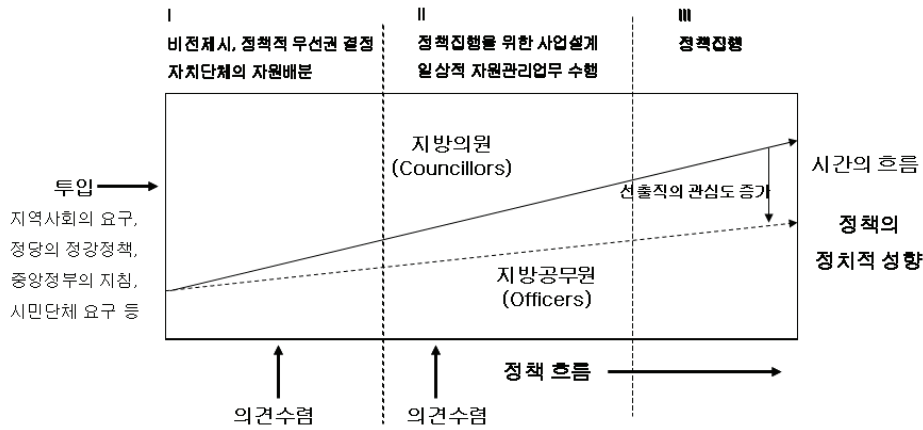 I
비전제시, 정책적 우선권 결정
자치단체의 자원배분
II
정책집행을 위한 사업설계
일상적 자원관리업무 수행
III
정책집행
지방의원
(Councillors)
시간의 흐름
투입
선출직의 관심도 증가
지역사회의 요구,
정당의 정강정책,
중앙정부의 지침,
시민단체 요구 등
정책의
정치적 성향
지방공무원
(Officers)
정책 흐름
의견수렴
의견수렴